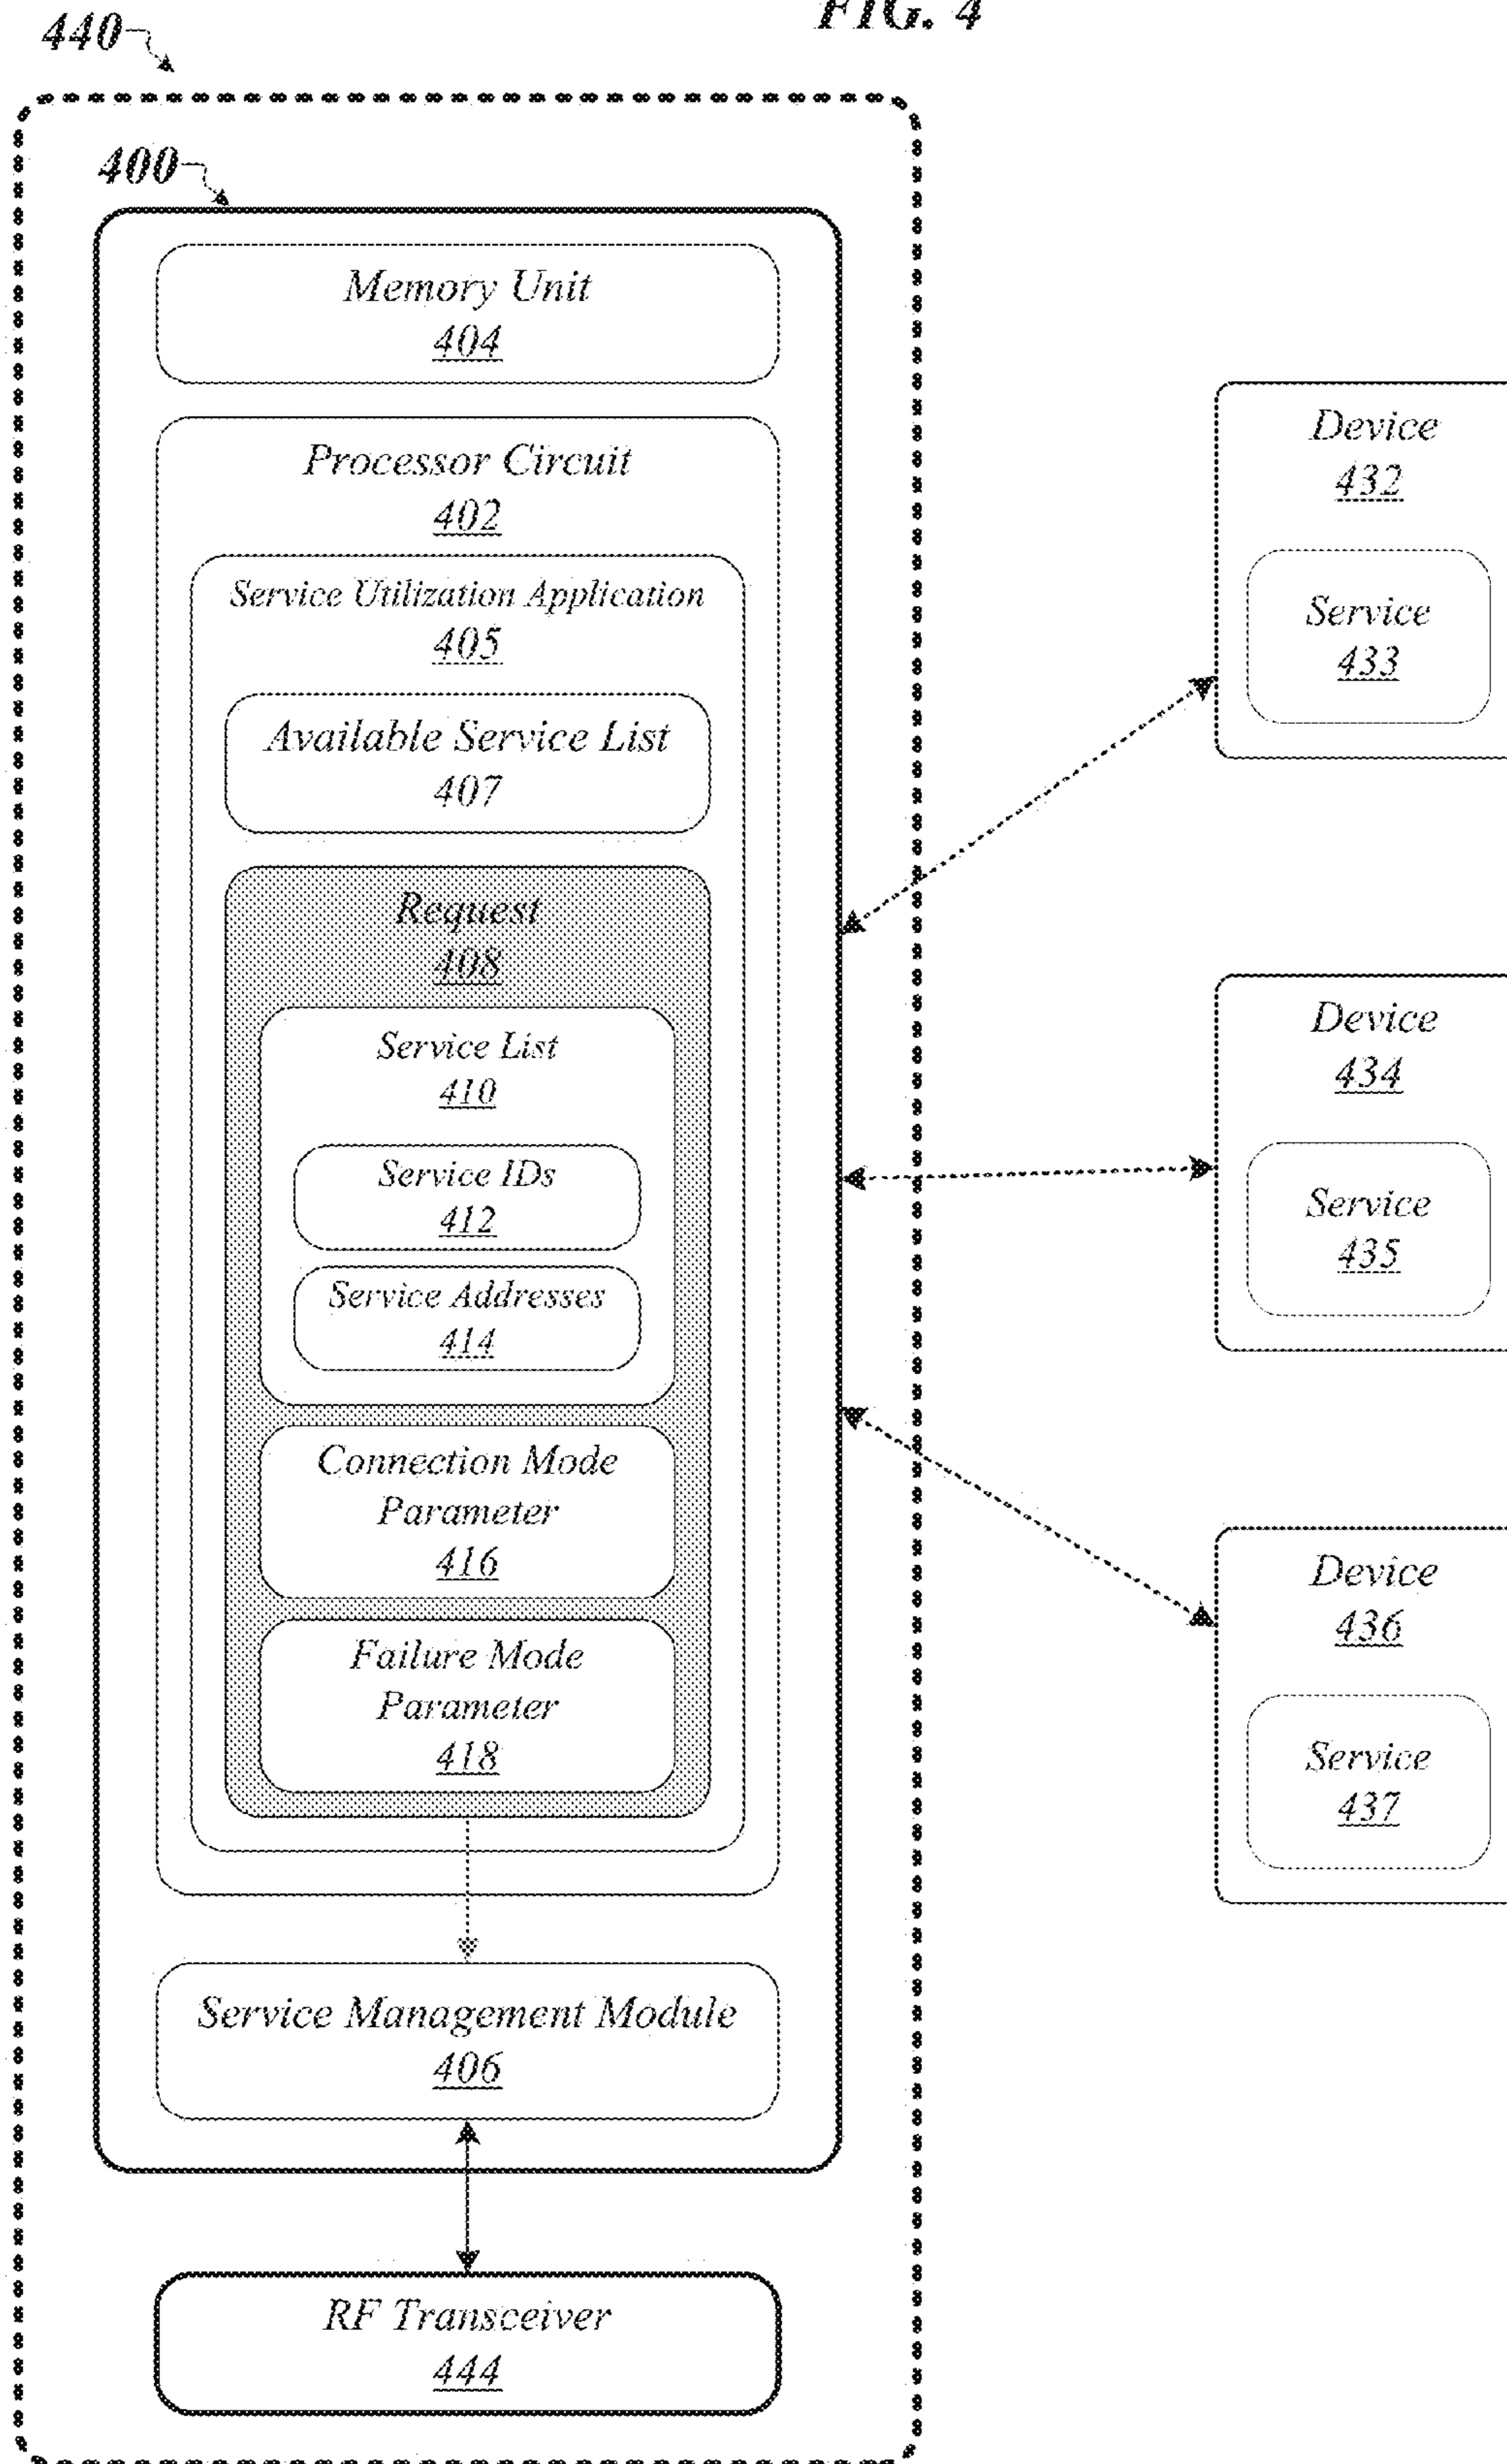 FIG. 4
440
400
Memory Unit
404
Processor Circuit
402
Service Utilization Application
405
Available Service List
407
Request
408
Service List
410
Service IDs
412
Service Addresses
414
Connection Mode
Parameter
416
Failure Mode
Parameter
418
Service Management Module
406
RF Transceiver
444
Device
432
Service
433
Device
434
Service
435
Device
436
Service
437